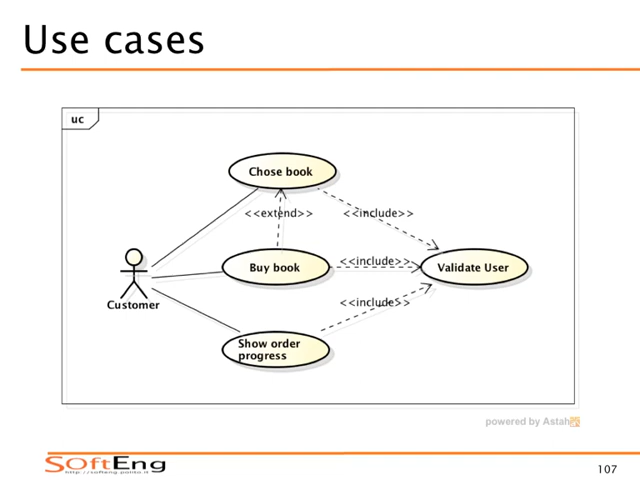 Use cases
uc
Chose book
<<extend>>
<<include>>
<<include>>
Buy book
Validate User
<<include>>
Customer
Show order
progress
powered by Astah
SOftEng
http://softeng.polito.it
107